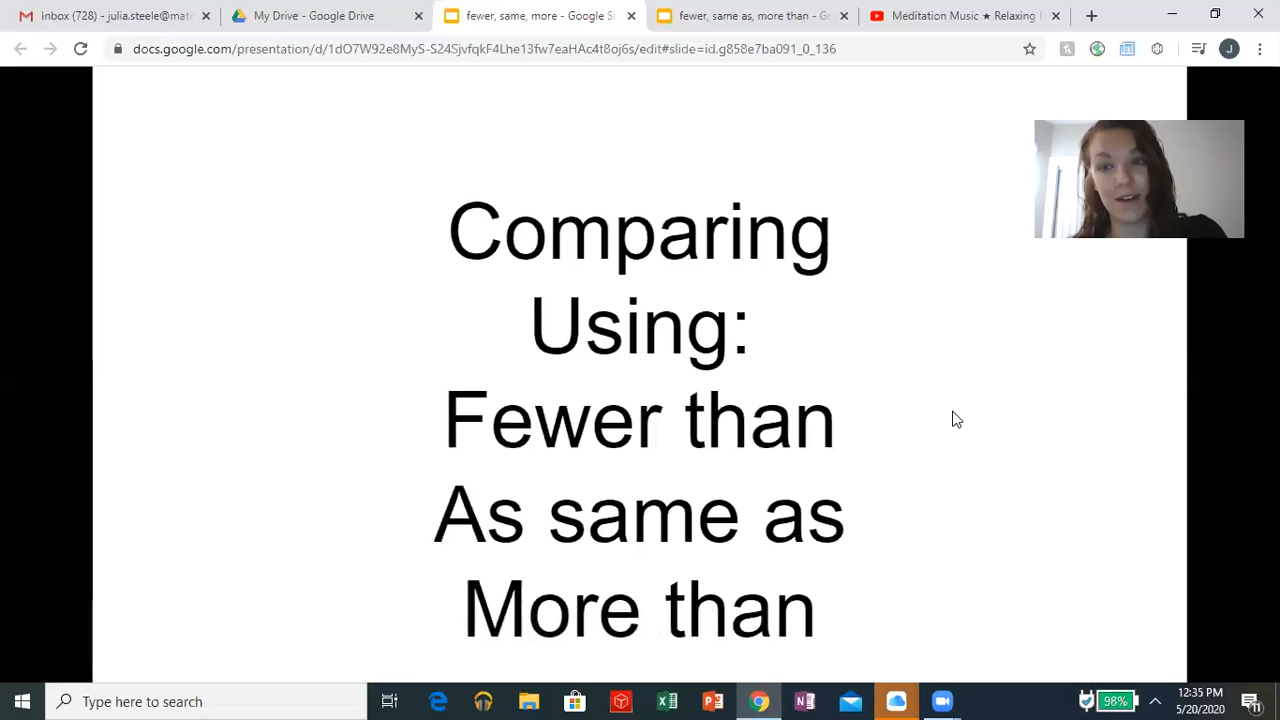 inbox (728) - julia.steele@m
My Drive - Google Drive
fewer, same, more - Google Sl
fewer, same as, more than - Go
Meditation Music ★ Relaxing
docs.google.com/presentation/d/1dO7W92e8MyS-S24SjvfqkF4Lhe13fw7eaHAc4t8oj6s/edit#slide=id.g858e7ba091_0_136
J
Comparing
Using:
Fewer than
As same as
More than
Type here to search
98%
12:35 PM
5/20/2020